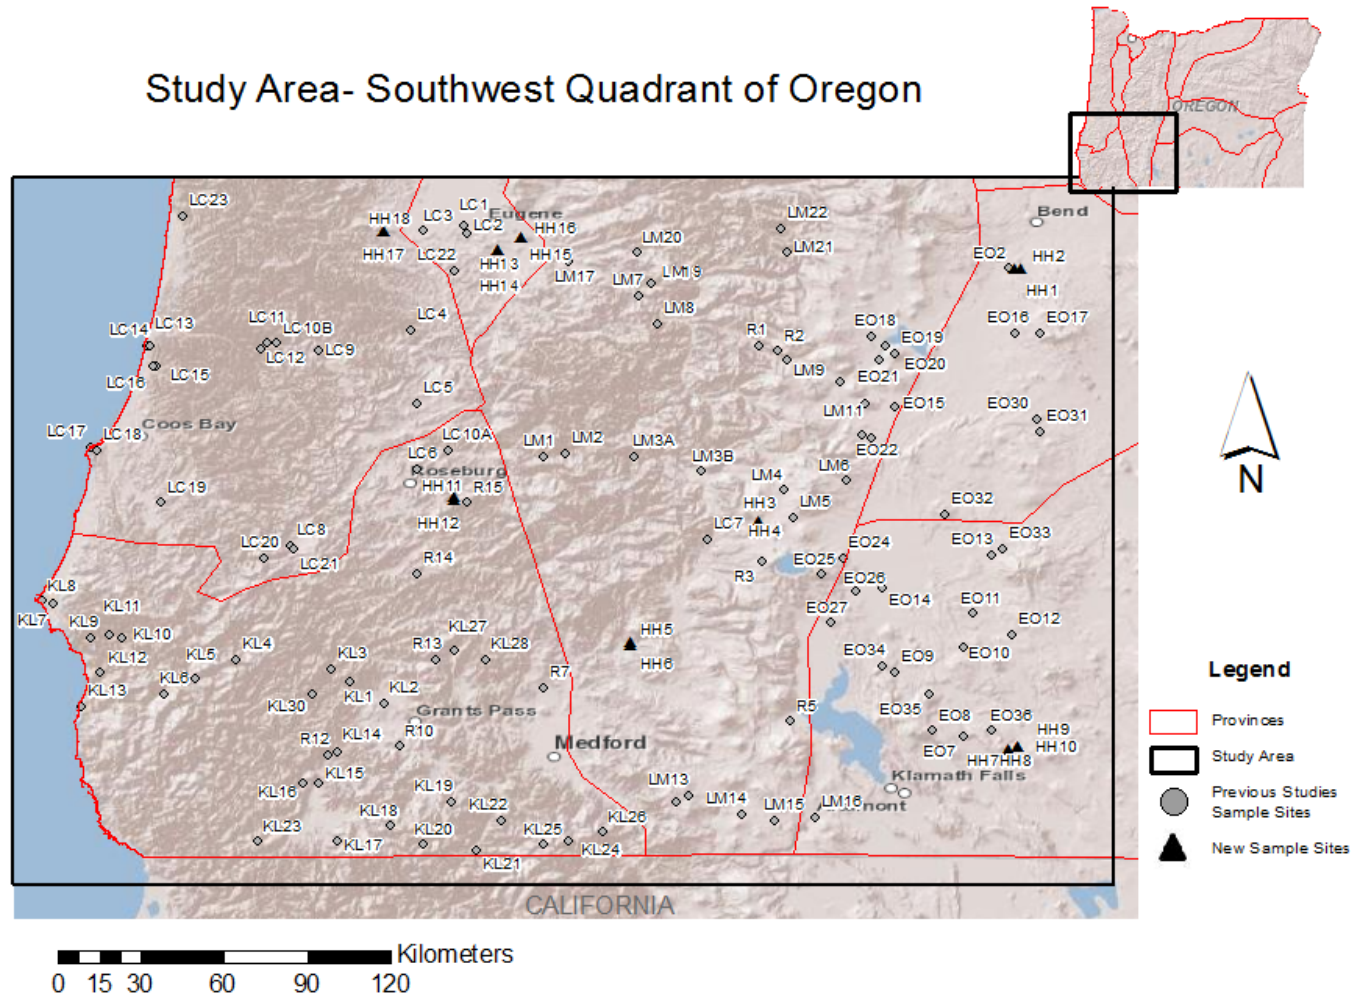 Study Area- Southwest Quadrant of Oregon
OREGON
LC23
HH18
LC3
LC1
LC2
Eugene
HH16
LM22
Bend
HH17
LC22
HH13
HH15
LM17
LM20
LM21
EO2
HH2
HH14
LM7
LM19
HH1
LC14
LC13
LC11
LC10B
LC4
LM8
R1
R2
EO18
EO19
EO16
EO17
LC12
LC9
LC16
LC15
LM9
EO21
EO20
LC5
LM11
EO15
EO30
EO31
LC17
LC18
Coos Bay
LC10A
LM1
LM2
LM3A
LM3B
EO22
LC6
Roseburg
LM4
LM6
LC19
HH11
R15
HH12
HH3
HH4
LM5
EO32
LC20
LC8
LC21
LC7
EO24
EO13
EO33
R14
R3
EO25
EO26
EO14
KL8
KL7
KL11
KL9
KL10
EO27
EO11
EO12
KL12
KL5
KL4
KL3
R13
KL27
KL28
HH5
HH6
EO34
EO9
EO10
KL13
KL6
KL30
KL1
KL2
R7
Grants Pass
R5
EO35
EO8
EO36
HH9
R12
KL14
R10
Medford
EO7
HH7
HH8
HH10
KL16
KL15
KL19
KL22
LM13
LM14
LM15
LM16
Klamath Falls
KL23
KL17
KL18
KL20
KL21
KL25
KL26
KL24
CALIFORNIA
N
Legend
Provinces
Study Area
Previous Studies
Sample Sites
New Sample Sites
Kilometers
0 15 30 60 90 120